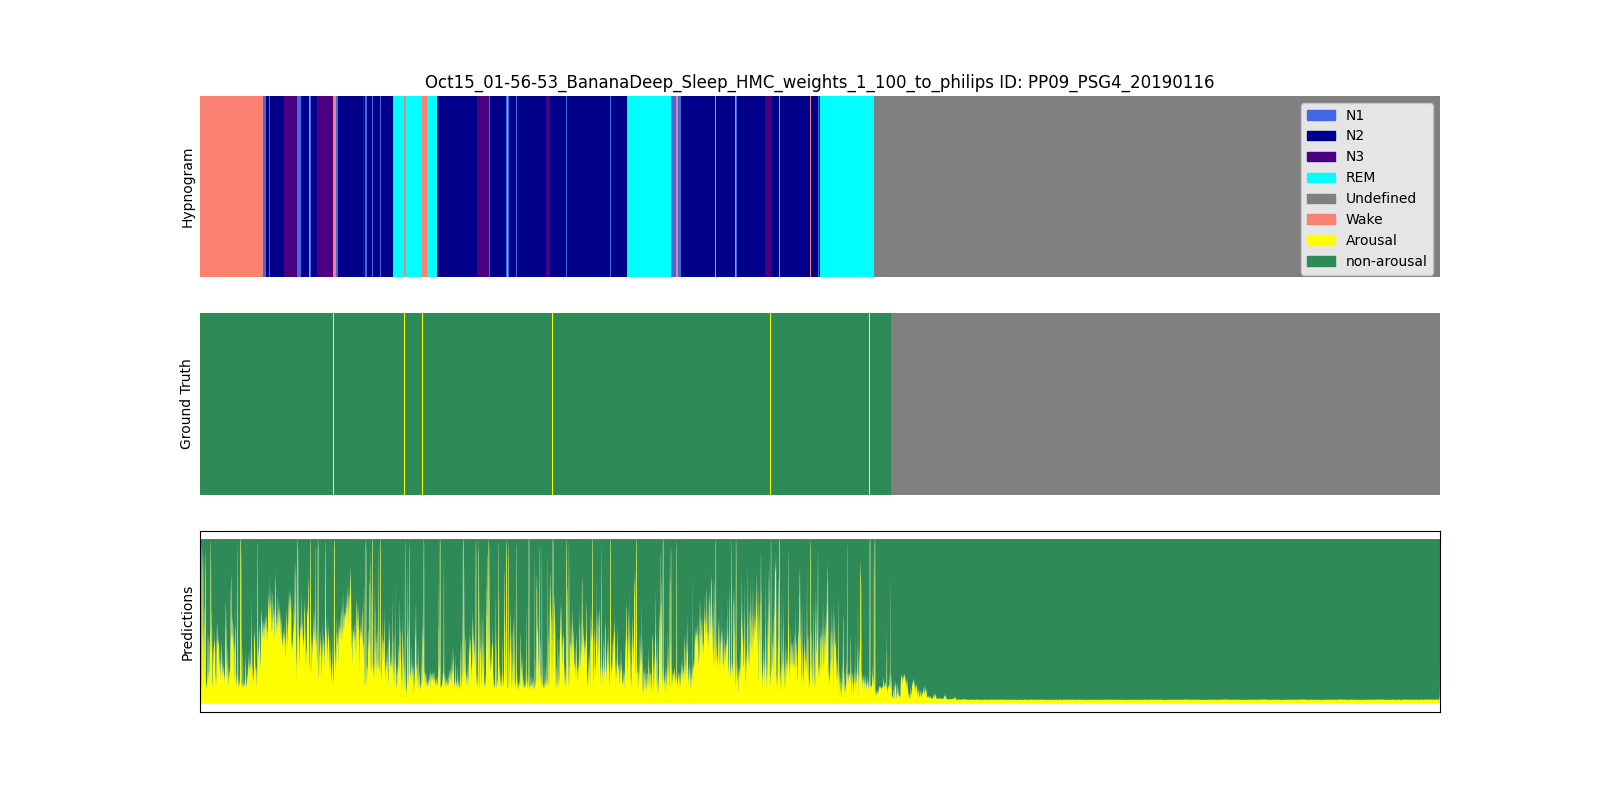 Oct15_01-56-53_BananaDeep_Sleep_HMC_weights_1_100_to_philips ID: PP09_PSG4_20190116
Hypnogram
N1
N2
N3
REM
Undefined
Wake
Arousal
non-arousal
Ground Truth
Predictions